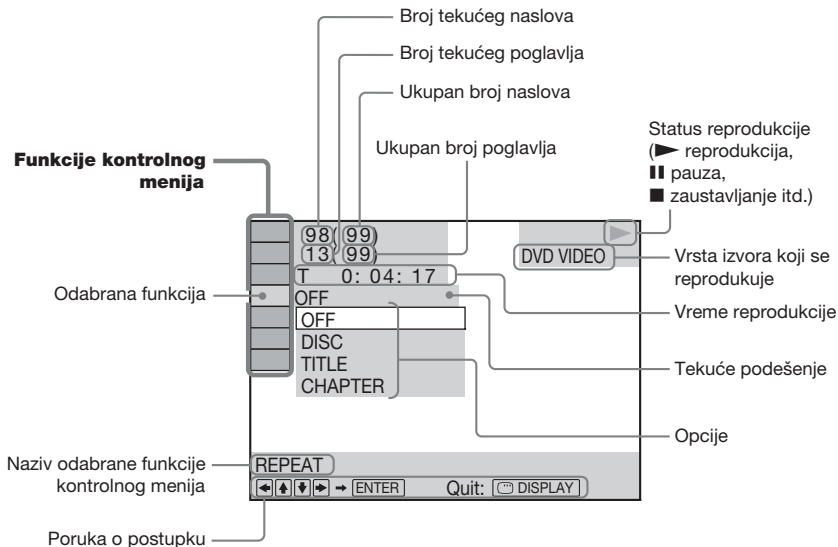 Broj tekućeg naslova
Broj tekućeg poglavlja
Ukupan broj naslova
Ukupan broj poglavlja
Status reprodukcije
(► reprodukcija,
▮▮ pauza,
■ zaustavljanje itd.)
Funkcije kontrolnog
menija
98( 99)
13( 99)
T 0: 04: 17
DVD VIDEO
Vrsta izvora koji se
reprodukuje
Odabrana funkcija
OFF
Vreme reprodukcije
OFF
DISC
TITLE
CHAPTER
Tekuće podešenje
Opcije
Naziv odabrane funkcije
kontrolnog menija
REPEAT
←↑↓→ → ENTER Quit: DISPLAY
Poruka o postupku